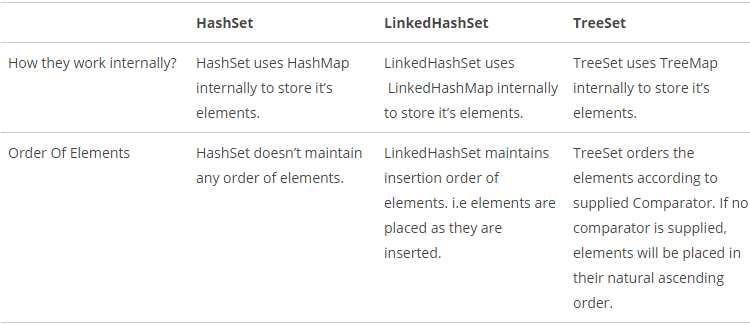 HashSet LinkedHashSet TreeSet
How they work internally?
HashSet uses HashMap
internally to store it’s
elements.
LinkedHashSet uses
LinkedHashMap internally
to store it’s elements.
TreeSet uses TreeMap
internally to store it’s
elements.
Order Of Elements
HashSet doesn’t maintain
any order of elements.
LinkedHashSet maintains
insertion order of
elements. i.e elements are
placed as they are
inserted.
TreeSet orders the
elements according to
supplied Comparator. If no
comparator is supplied,
elements will be placed in
their natural ascending
order.